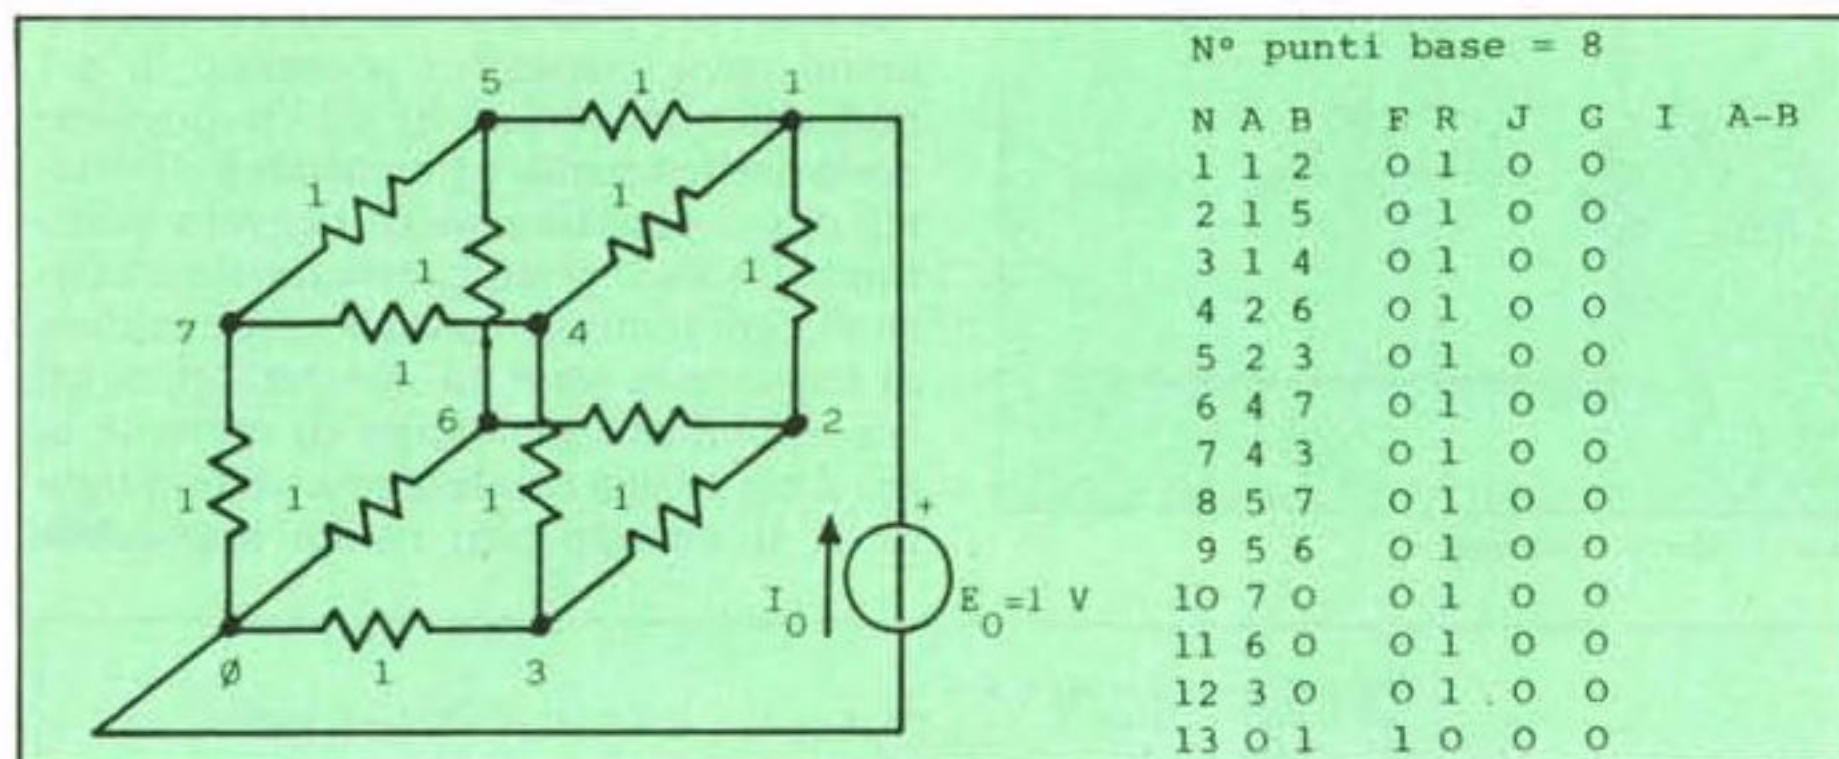 N° punti base = 8
N A B F R J G I A-B
1 1 2 0 1 0 0
2 1 5 0 1 0 0
3 1 4 0 1 0 0
4 2 6 0 1 0 0
5 2 3 0 1 0 0
6 4 7 0 1 0 0
7 4 3 0 1 0 0
8 5 7 0 1 0 0
9 5 6 0 1 0 0
10 7 0 0 1 0 0
11 6 0 0 1 0 0
12 3 0 0 1 0 0
13 0 1 1 0 0 0
5 1 1
1 1
1 1
7 4
1
6 2
1 1 1 1
+
I0 E0=1 V
Ø 1 3